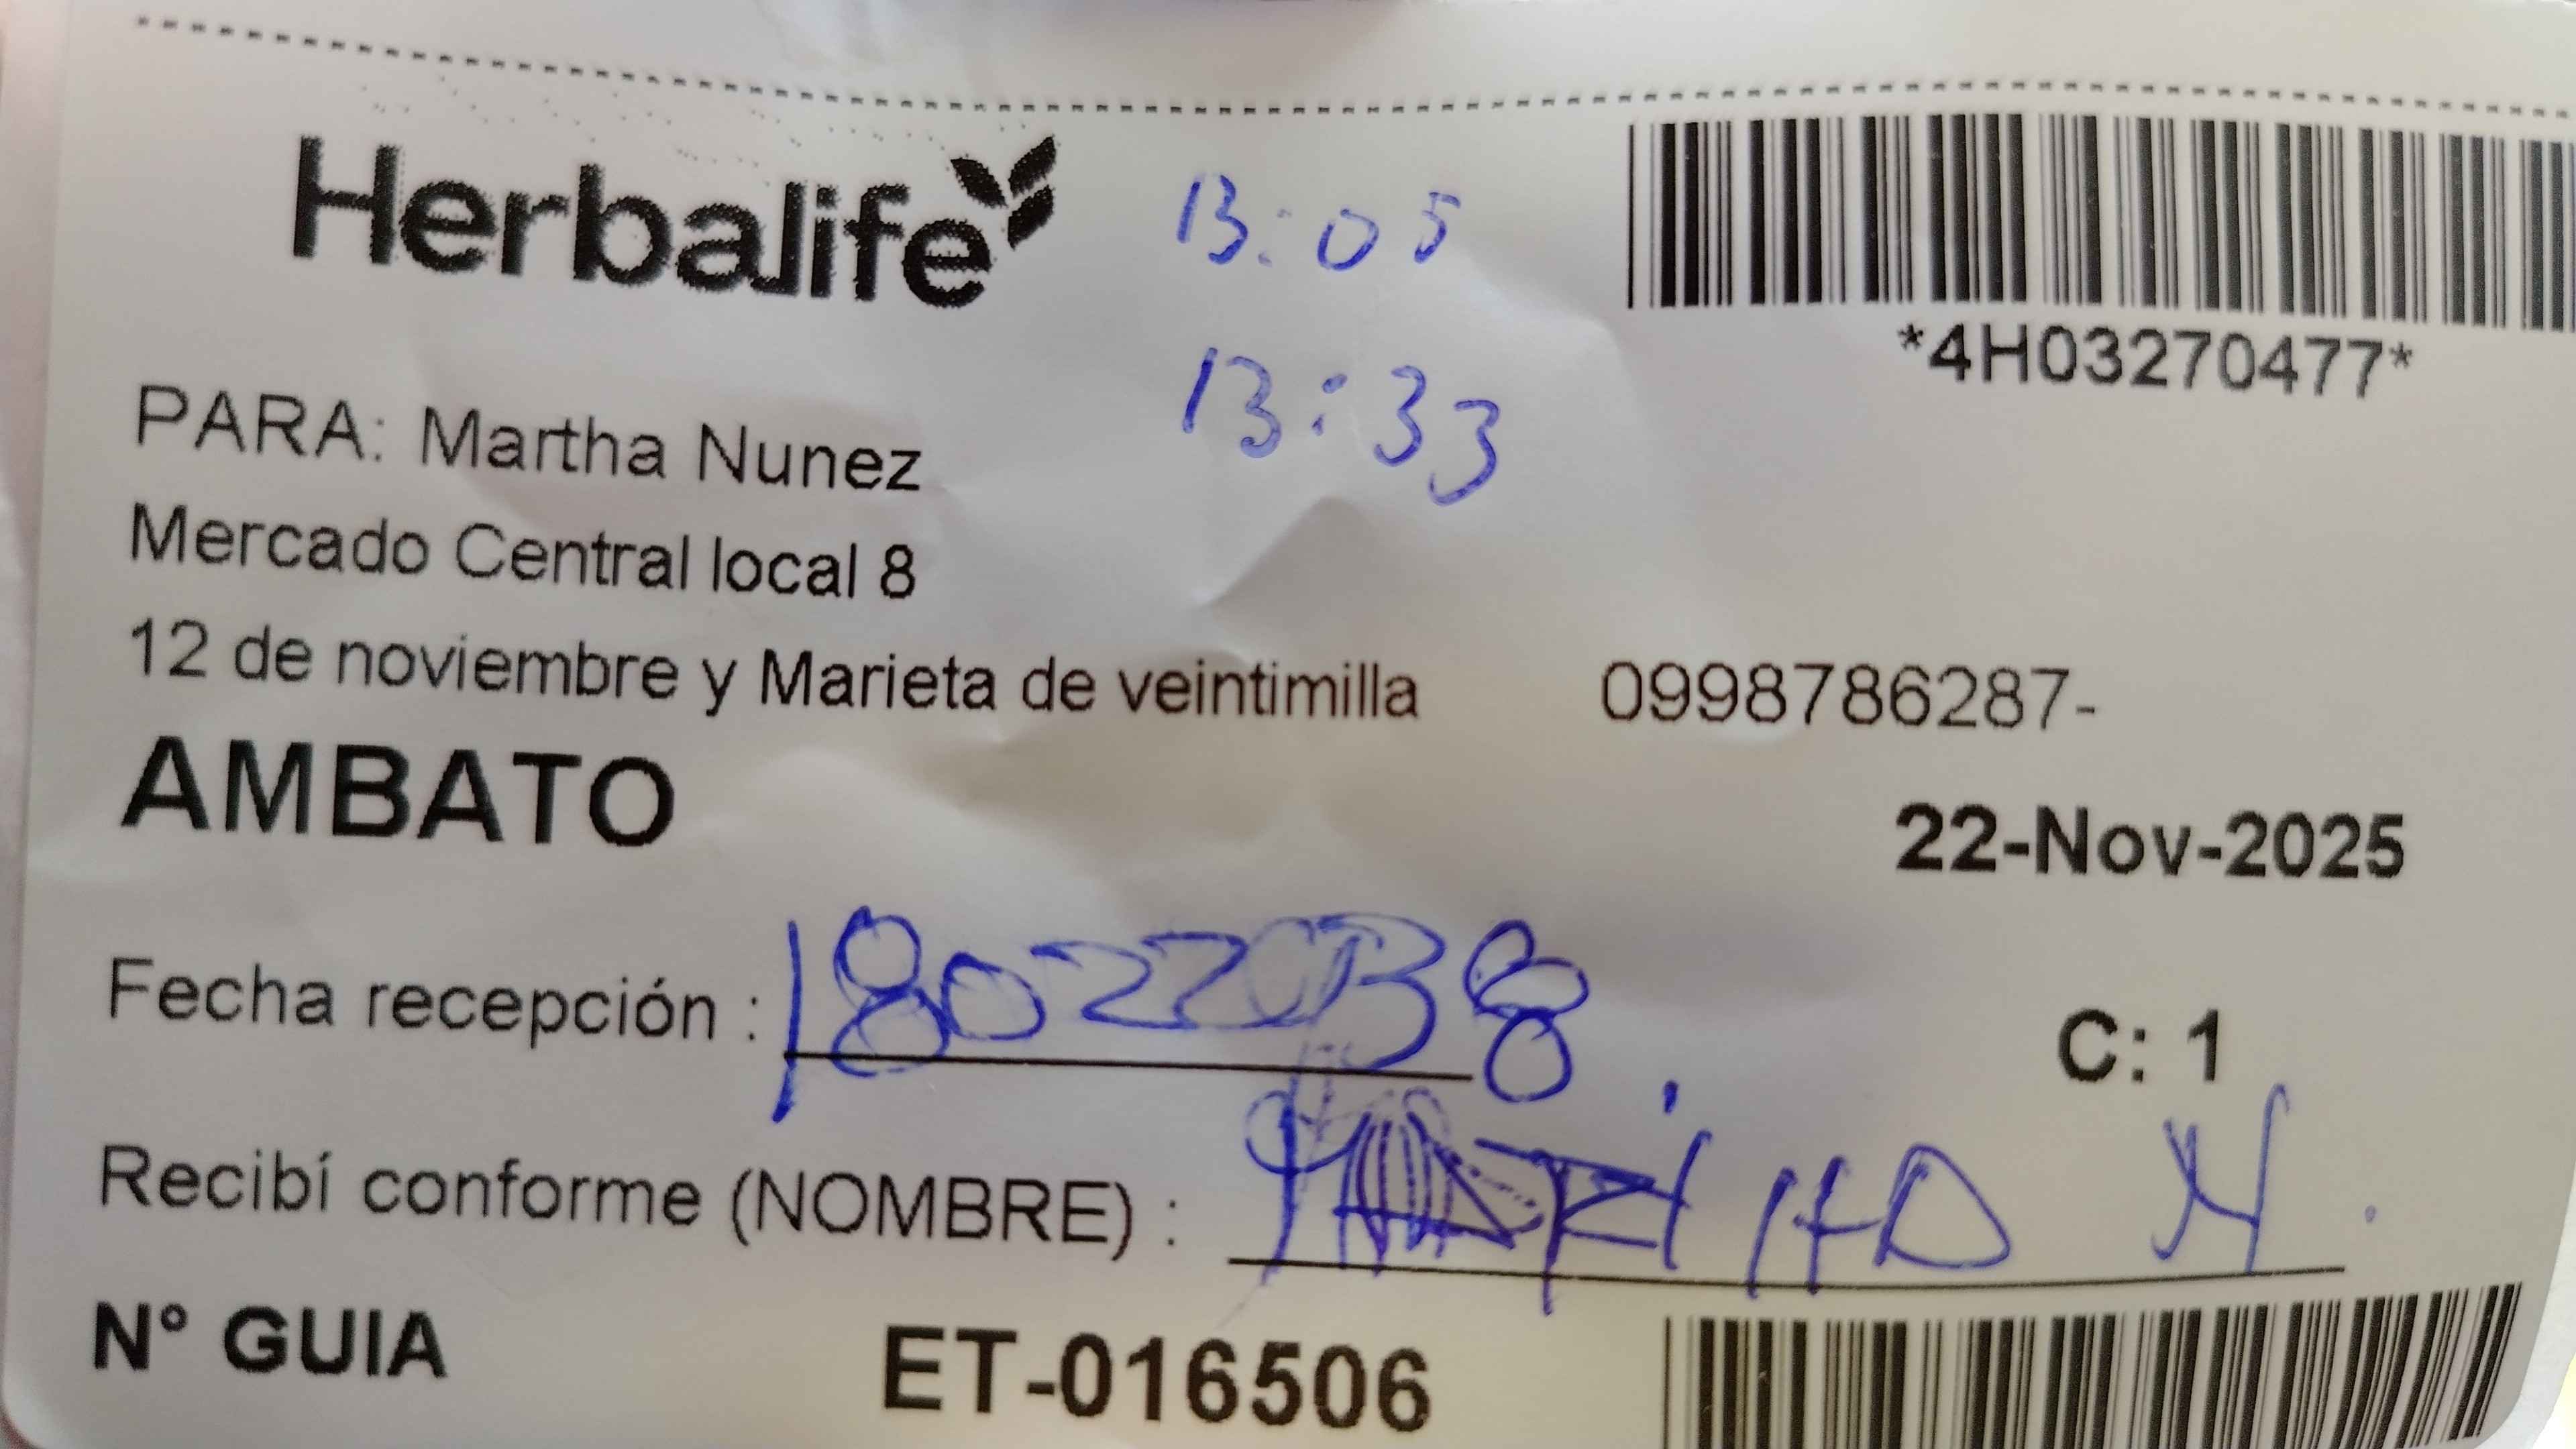 Herbalife
13:05
*4H03270477*
13:33
PARA: Martha Nunez
Mercado Central local 8
12 de noviembre y Marieta de veintimilla 0998786287-
AMBATO
22-Nov-2025
Fecha recepción :
C: 1
Recibí conforme (NOMBRE) :
N° GUIA ET-016506